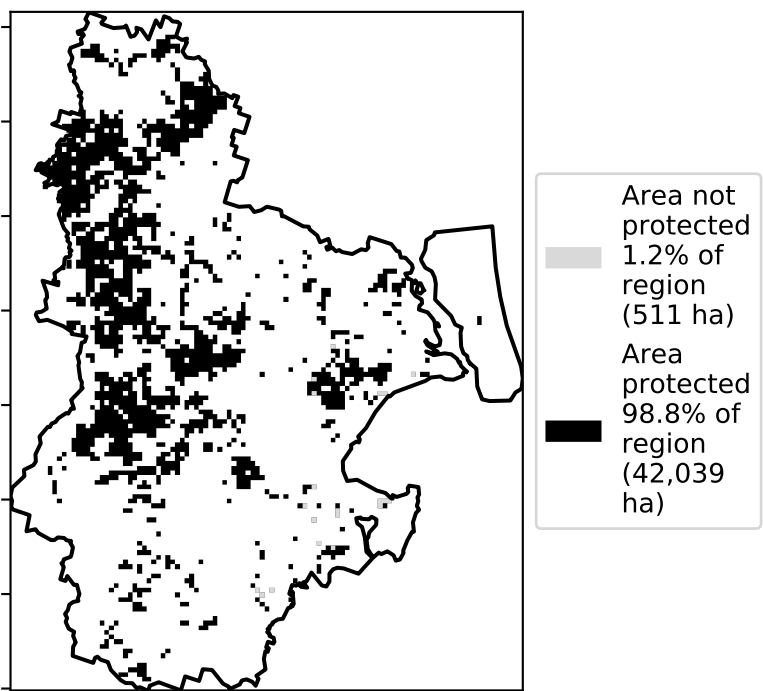 Area not
protected
1.2% of
region
(511 ha)
Area
protected
98.8% of
region
(42,039
ha)